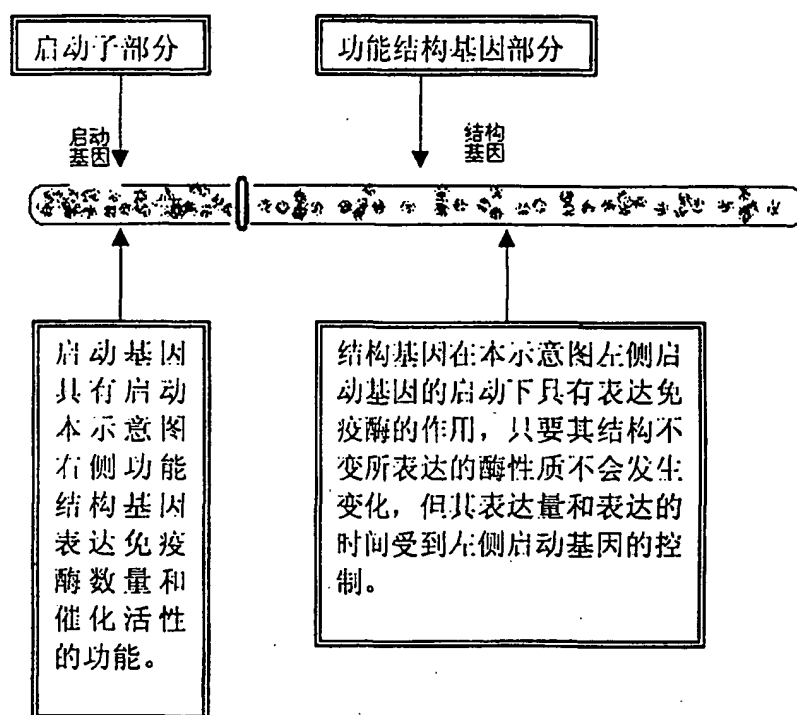 启动子部分
功能结构基因部分
启动
基因
结构
基因
启动基因
具有启动
本示意图
右侧功能
结构基因
表达免疫
酶数量和
催化活性
的功能。
结构基因在本示意图左侧启
动基因的启动下具有表达免
疫酶的作用，只要其结构不
变所表达的酶性质不会发生
变化，但其表达量和表达的
时间受到左侧启动基因的控
制。